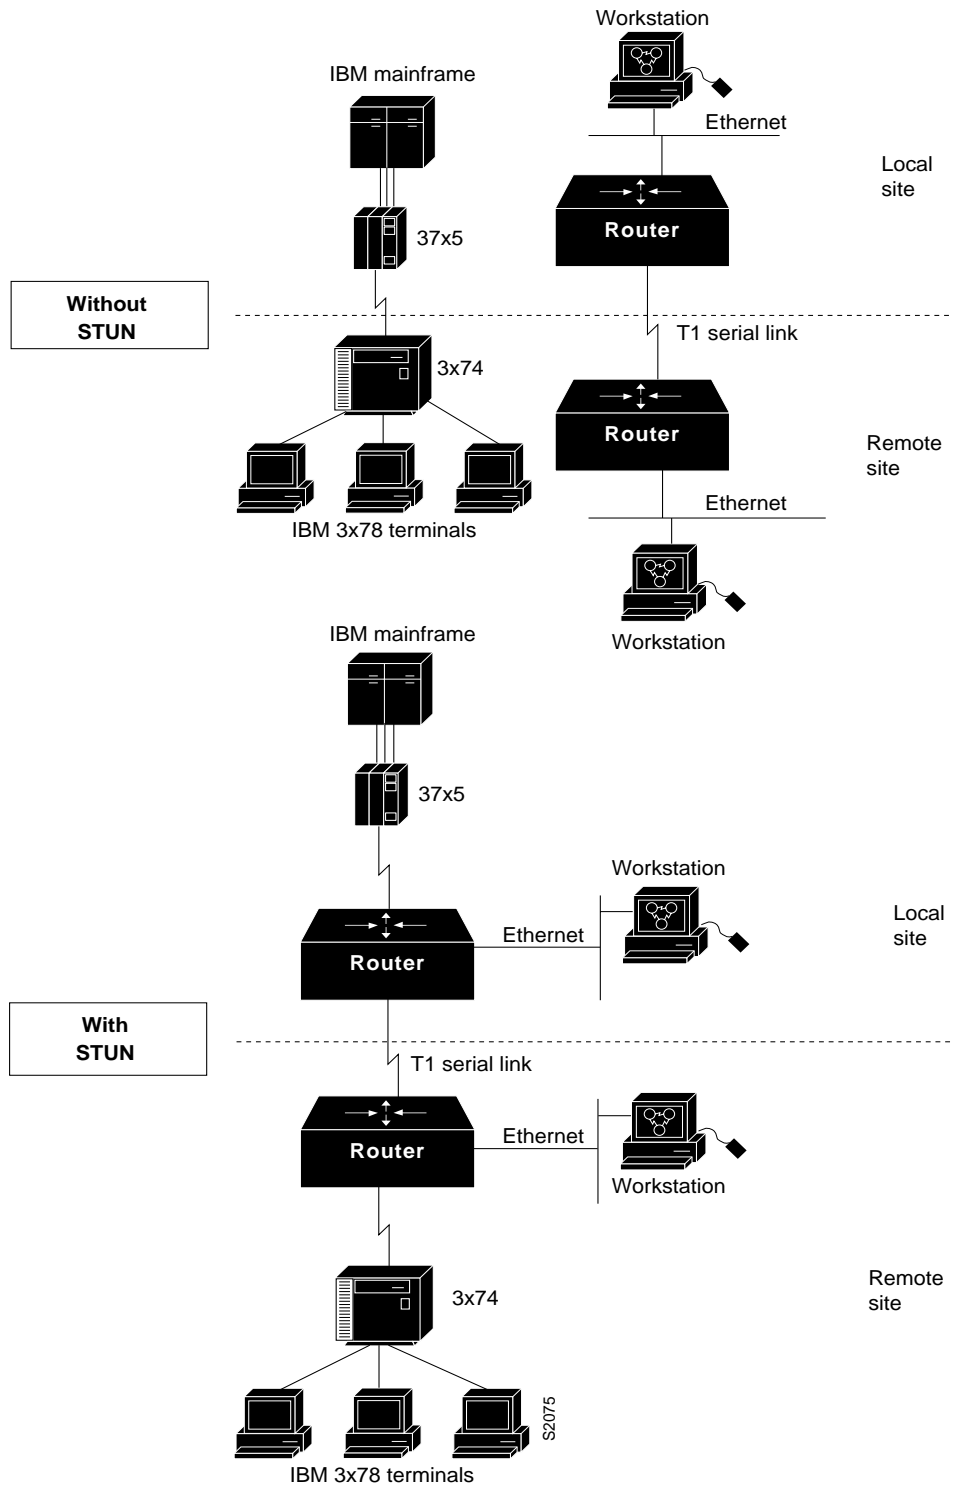 Workstation
IBM mainframe
Ethernet
Local
site
Router
37x5
Without
STUN
T1 serial link
3x74
Router
Remote
site
Ethernet
IBM 3x78 terminals
Workstation
IBM mainframe
37x5
Workstation
Local
site
Ethernet
Router
With
STUN
T1 serial link
Router
Ethernet
Workstation
Remote
site
3x74
S2075
IBM 3x78 terminals